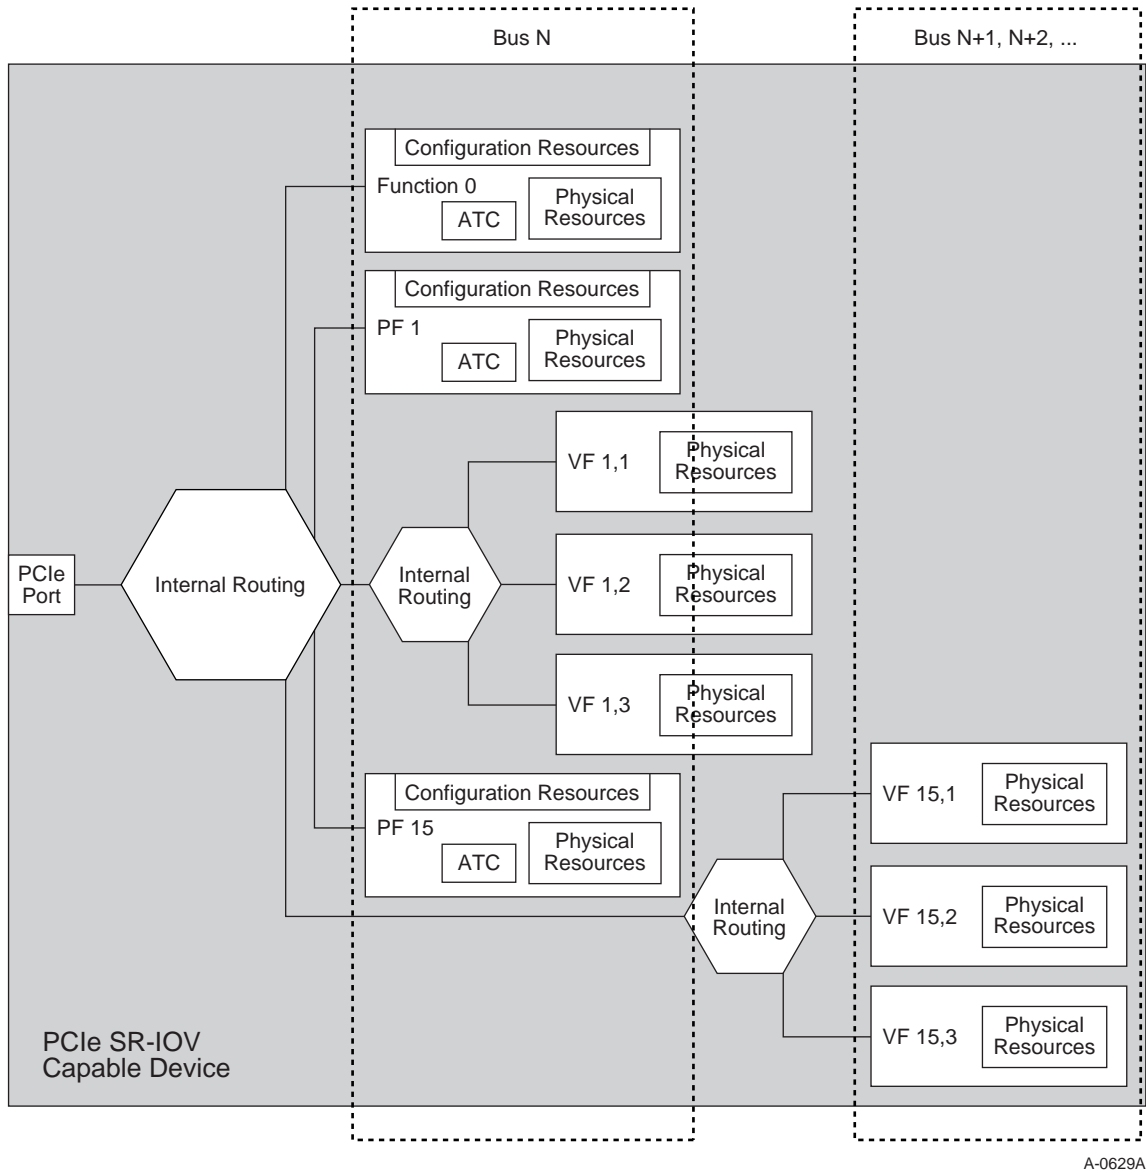 Bus N
Bus N+1, N+2, ...
Configuration Resources
Function 0
ATC
Physical
Resources
Configuration Resources
PF 1
ATC
Physical
Resources
VF 1,1
Physical
Resources
PCIe
Port
Internal Routing
Internal
Routing
VF 1,2
Physical
Resources
VF 1,3
Physical
Resources
Configuration Resources
PF 15
ATC
Physical
Resources
VF 15,1
Physical
Resources
Internal
Routing
VF 15,2
Physical
Resources
VF 15,3
Physical
Resources
PCIe SR-IOV
Capable Device
A-0629A